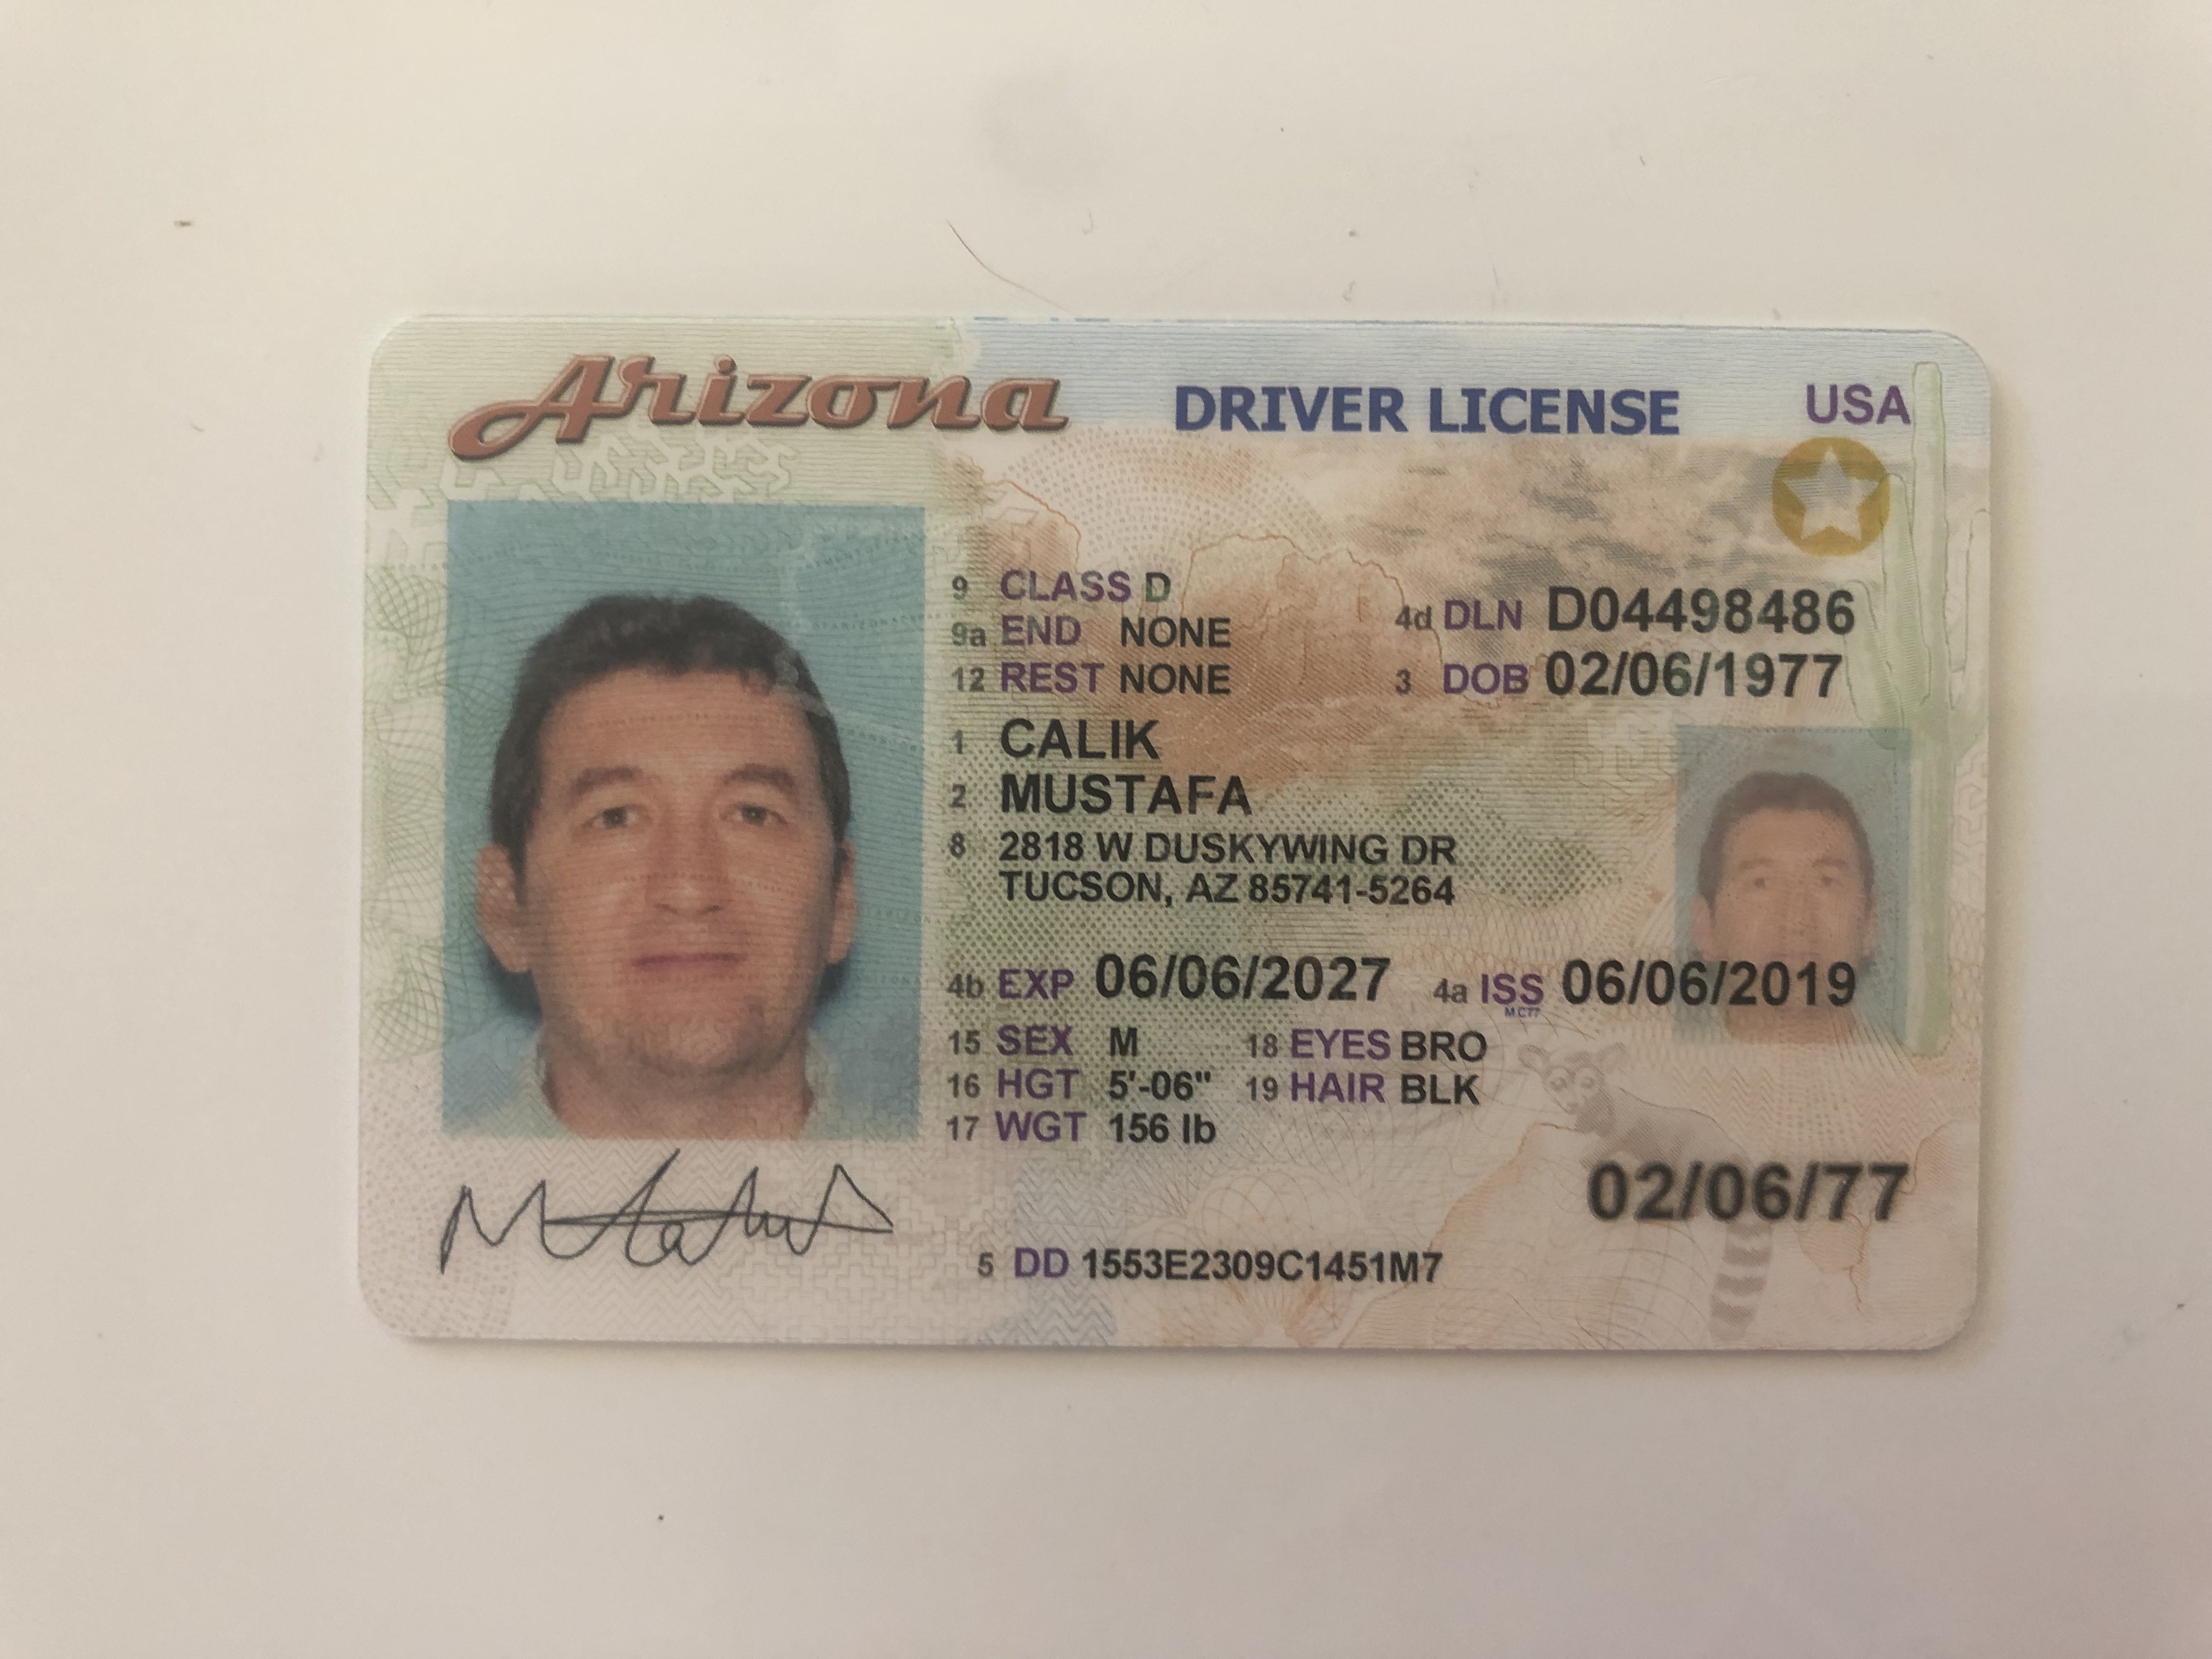 Arizona DRIVER LICENSE USA
9 CLASS D
9a END NONE 4d DLN D04498486
12 REST NONE 3 DOB 02/06/1977
1 CALIK
2 MUSTAFA
8 2818 W DUSKYWING DR
TUCSON, AZ 85741-5264
4b EXP 06/06/2027 4a ISS 06/06/2019
15 SEX M 18 EYES BRO
16 HGT 5'-06" 19 HAIR BLK
17 WGT 156 lb
02/06/77
5 DD 1553E2309C1451M7